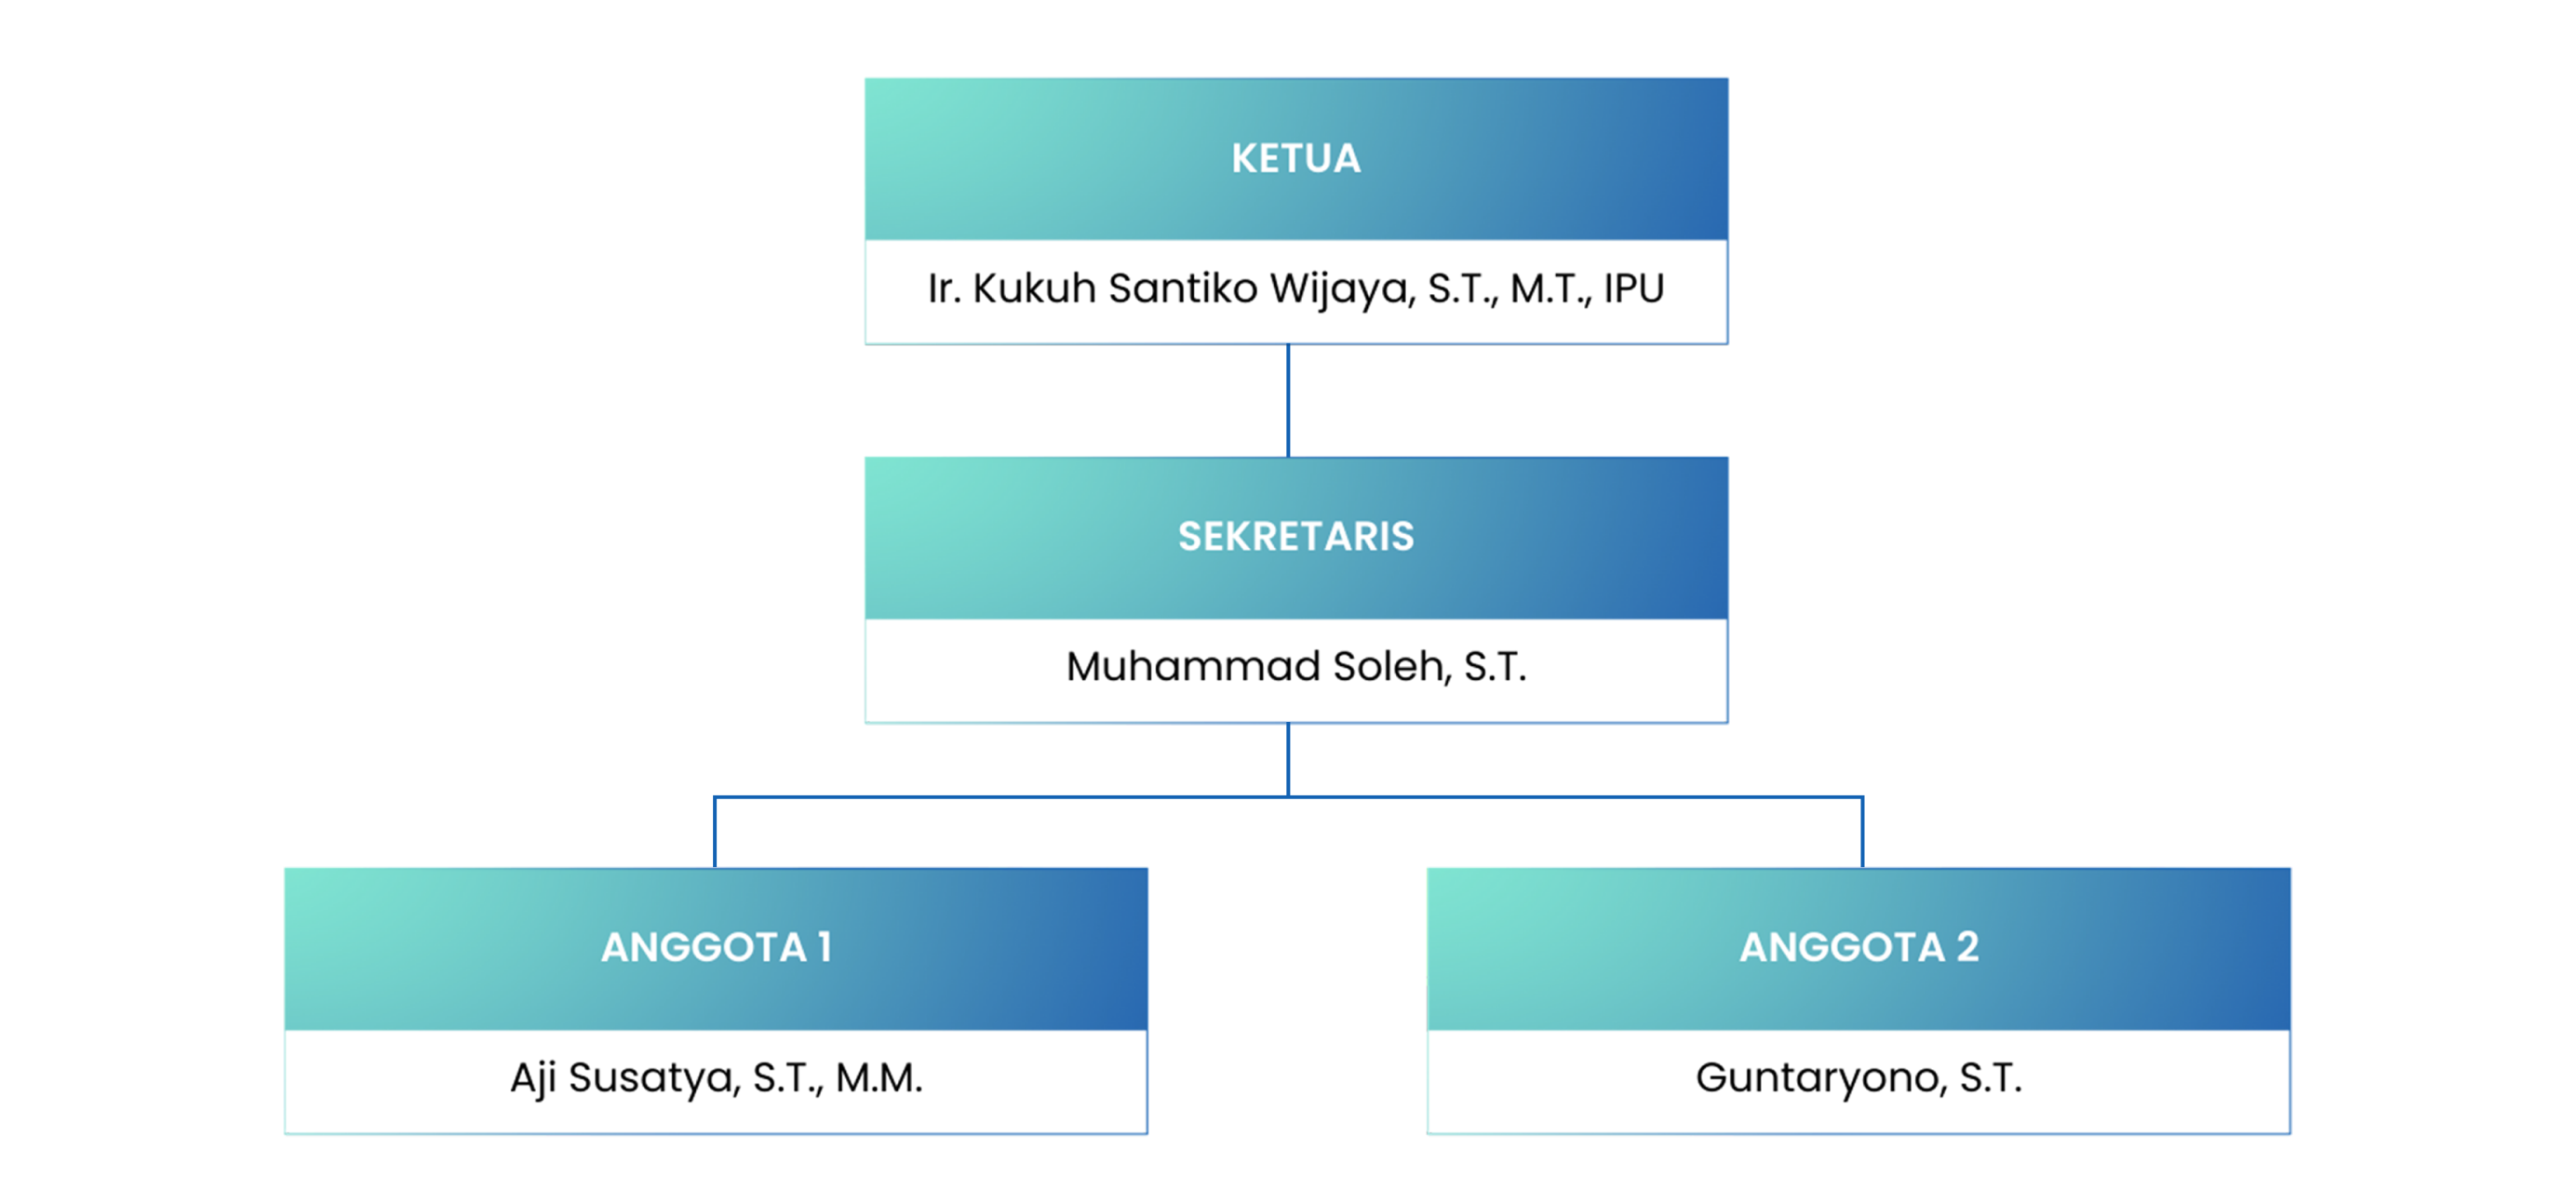 KETUA
Ir. Kukuh Santiko Wijaya, S.T., M.T., IPU
SEKRETARIS
Muhammad Soleh, S.T.
ANGGOTA 1
Aji Susatya, S.T., M.M.
ANGGOTA 2
Guntaryono, S.T.